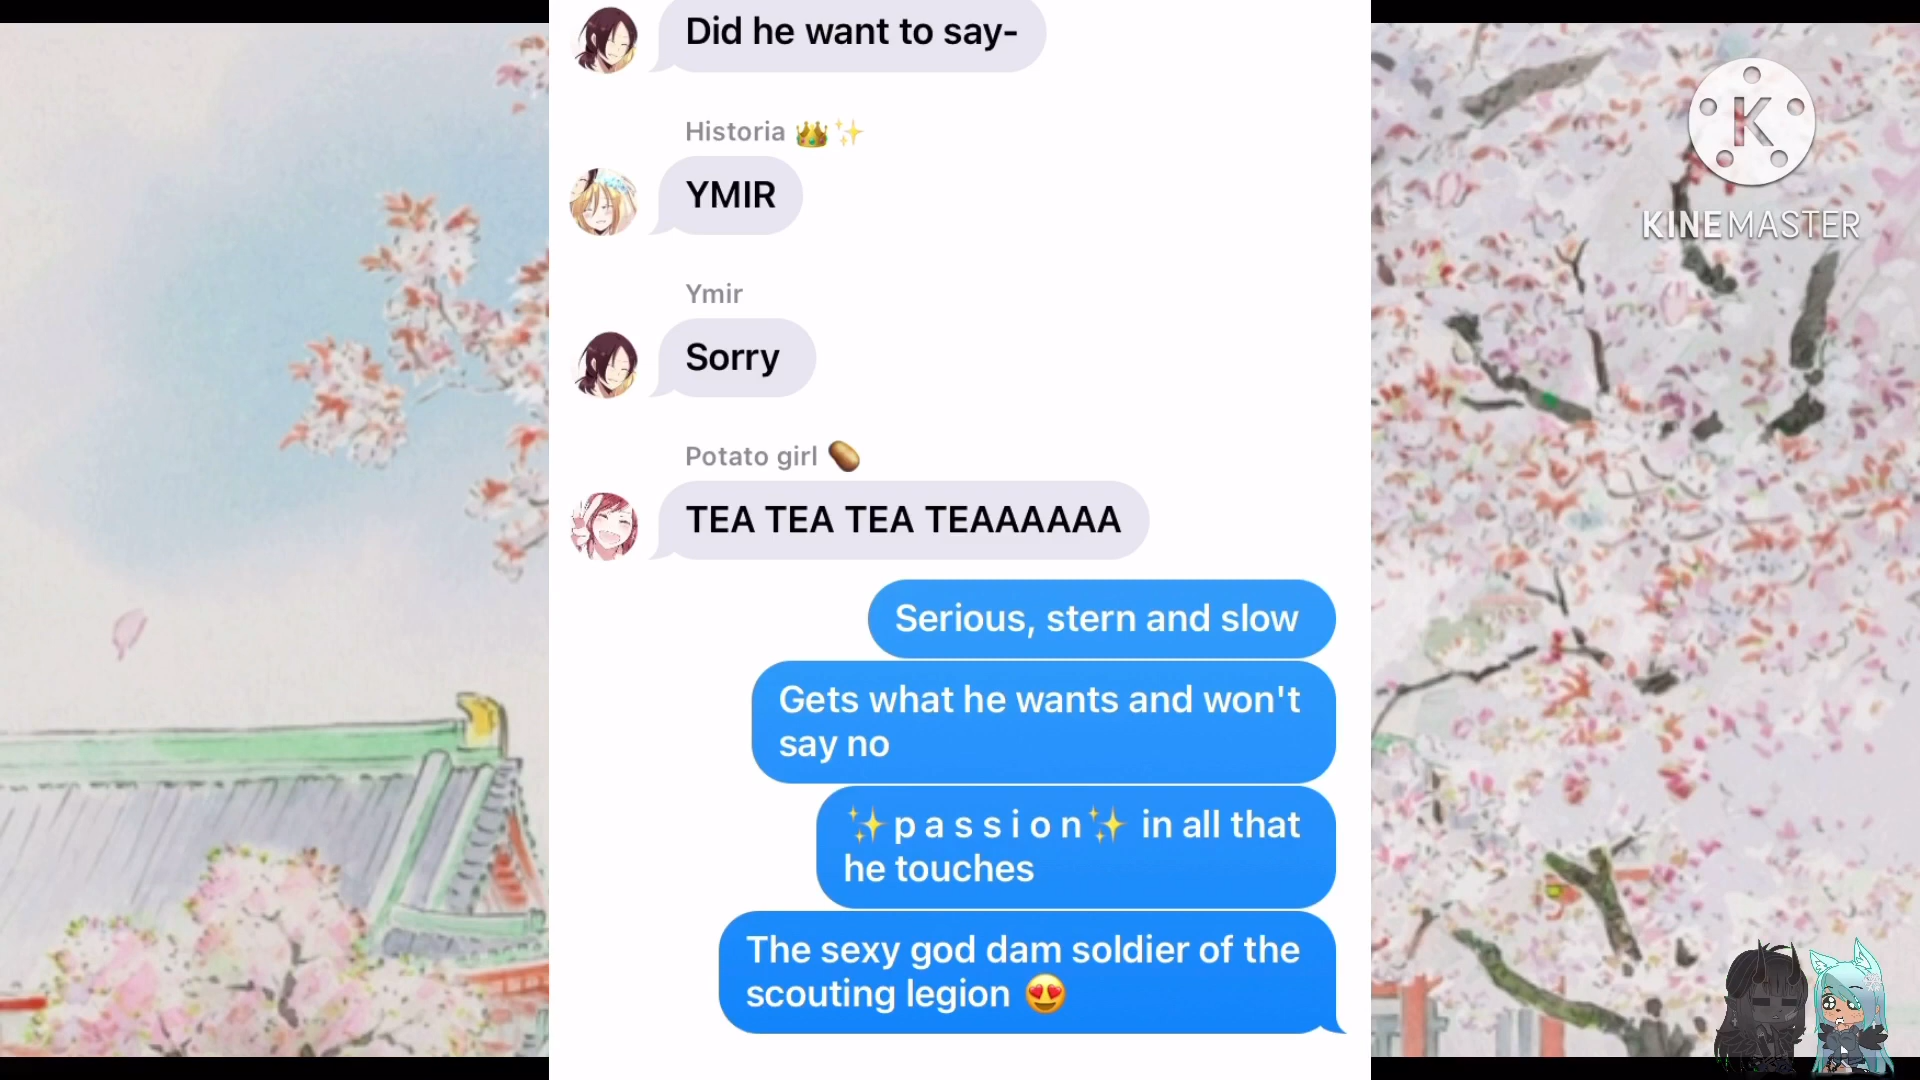 Did he want to say-
Historia 👑✨
YMIR
Ymir
Sorry
Potato girl 🥔
TEA TEA TEA TEAAAAAA
Serious, stern and slow
Gets what he wants and won't
say no
✨p a s s i o n✨ in all that
he touches
The sexy god dam soldier of the
scouting legion 😍
K
KINEMASTER